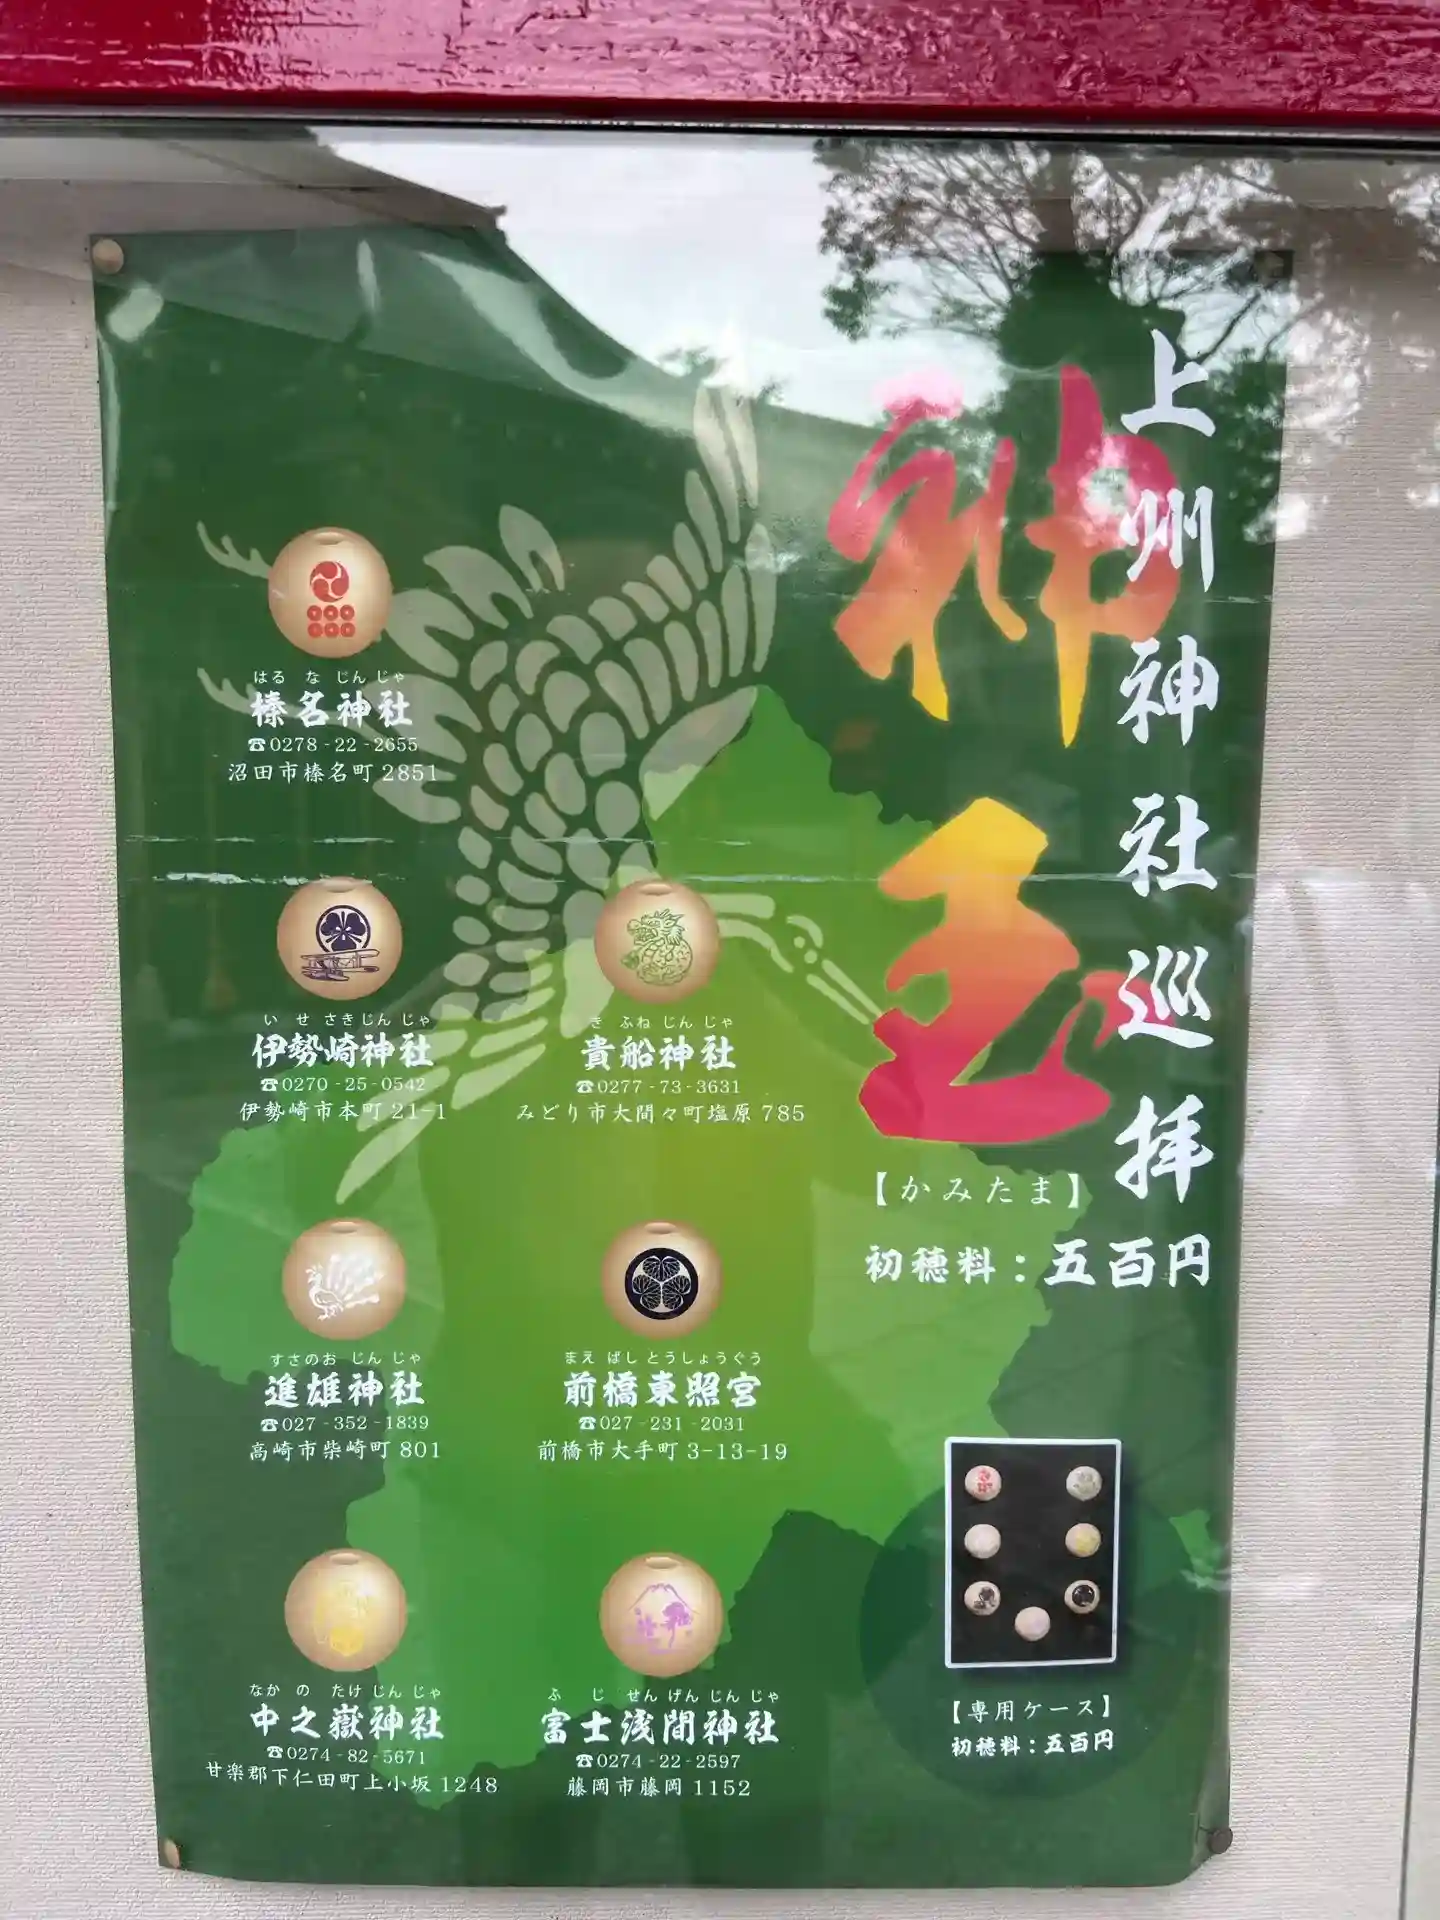 上州神社巡拝
神玉
【かみたま】
初穂料：五百円
はるなじんじゃ
榛名神社
☎0278-22-2655
沼田市榛名町2851
いせさきじんじゃ
伊勢崎神社
☎0270-25-0542
伊勢崎市本町21-1
きふねじんじゃ
貴船神社
☎0277-73-3631
みどり市大間々町塩原785
すさのおじんじゃ
進雄神社
☎027-352-1839
高崎市柴崎町801
まえばしとうしょうぐう
前橋東照宮
☎027-231-2031
前橋市大手町3-13-19
なかのたけじんじゃ
中之嶽神社
☎0274-82-5671
甘楽郡下仁田町上小坂1248
ふじせんげんじんじゃ
富士浅間神社
☎0274-22-2597
藤岡市藤岡1152
【専用ケース】
初穂料：五百円